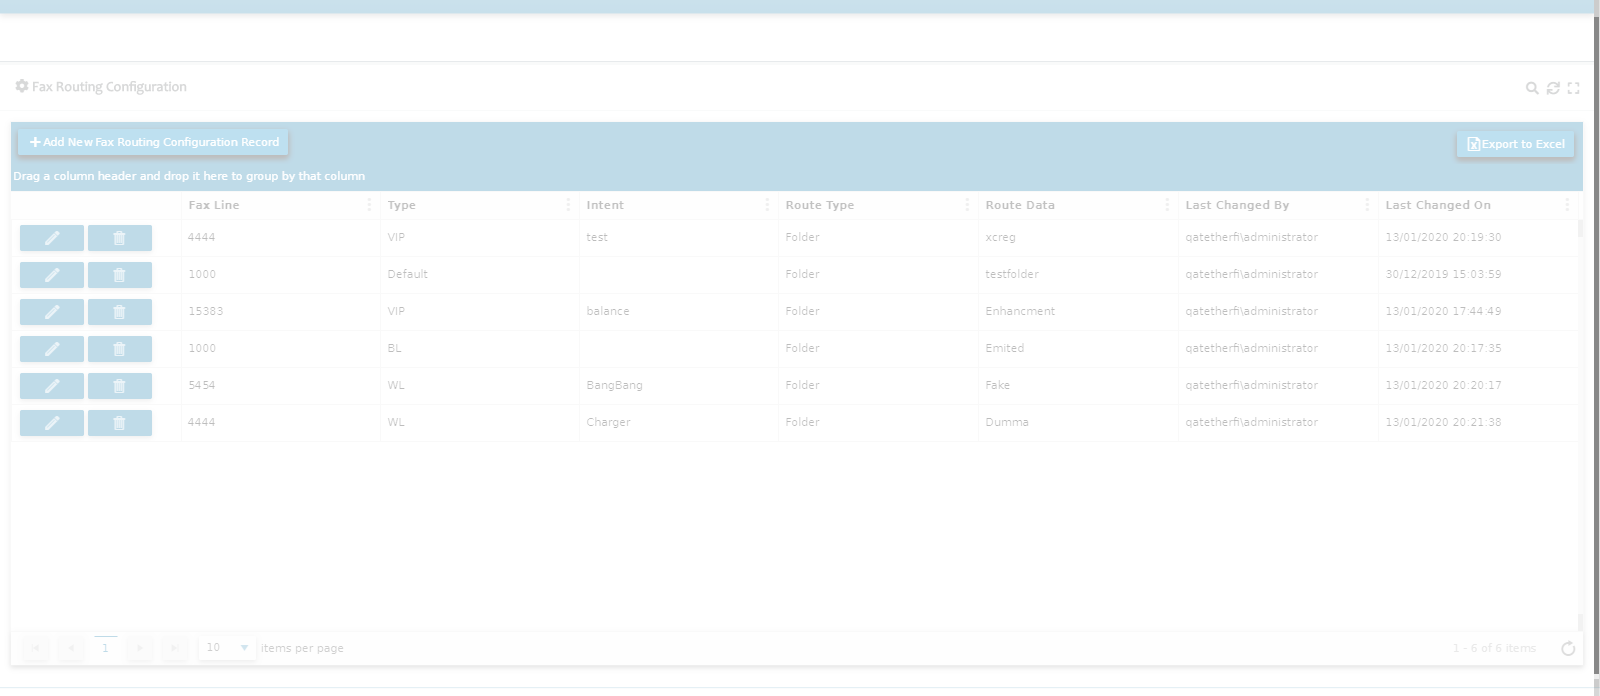 Fax Routing Configuration
Add New Fax Routing Configuration Record
Export to Excel
Drag a column header and drop it here to group by that column
Fax Line Type Intent Route Type Route Data Last Changed By Last Changed On
4444 VIP test Folder xcreg qatetherfi\administrator 13/01/2020 20:19:30
1000 Default Folder testfolder qatetherfi\administrator 30/12/2019 15:03:59
15383 VIP balance Folder Enhancment qatetherfi\administrator 13/01/2020 17:44:49
1000 BL Folder Emited qatetherfi\administrator 13/01/2020 20:17:35
5454 WL BangBang Folder Fake qatetherfi\administrator 13/01/2020 20:20:17
4444 WL Charger Folder Dumma qatetherfi\administrator 13/01/2020 20:21:38
1 10 items per page 1 - 6 of 6 items